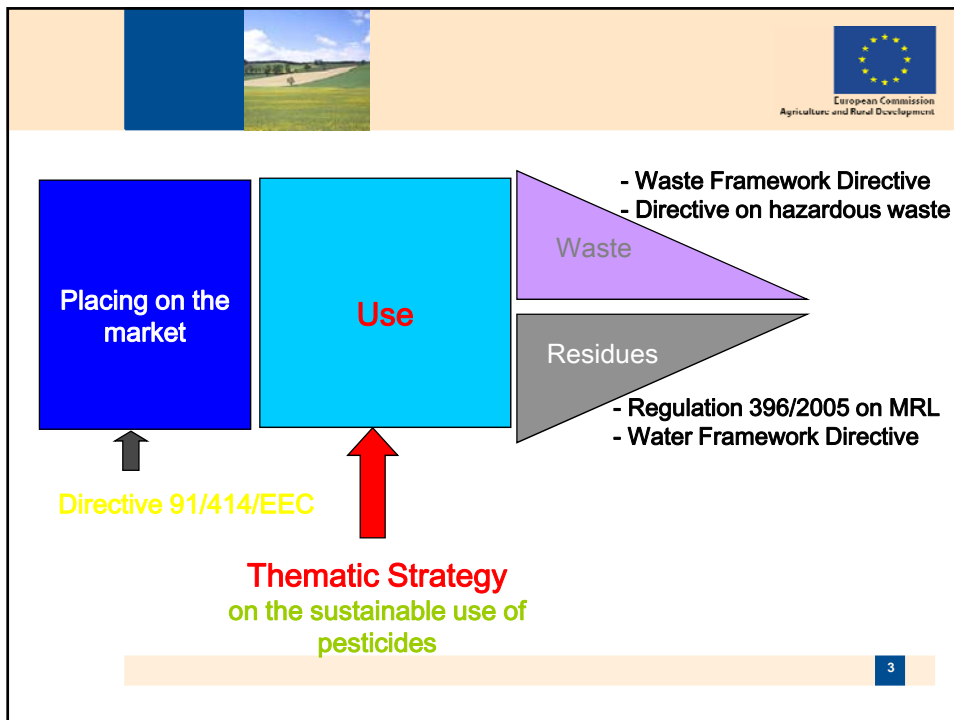 European Commission
Agriculture and Rural Development
- Waste Framework Directive
- Directive on hazardous waste
Waste
Placing on the
market
Use
Residues
- Regulation 396/2005 on MRL
- Water Framework Directive
Directive 91/414/EEC
Thematic Strategy
on the sustainable use of
pesticides
3